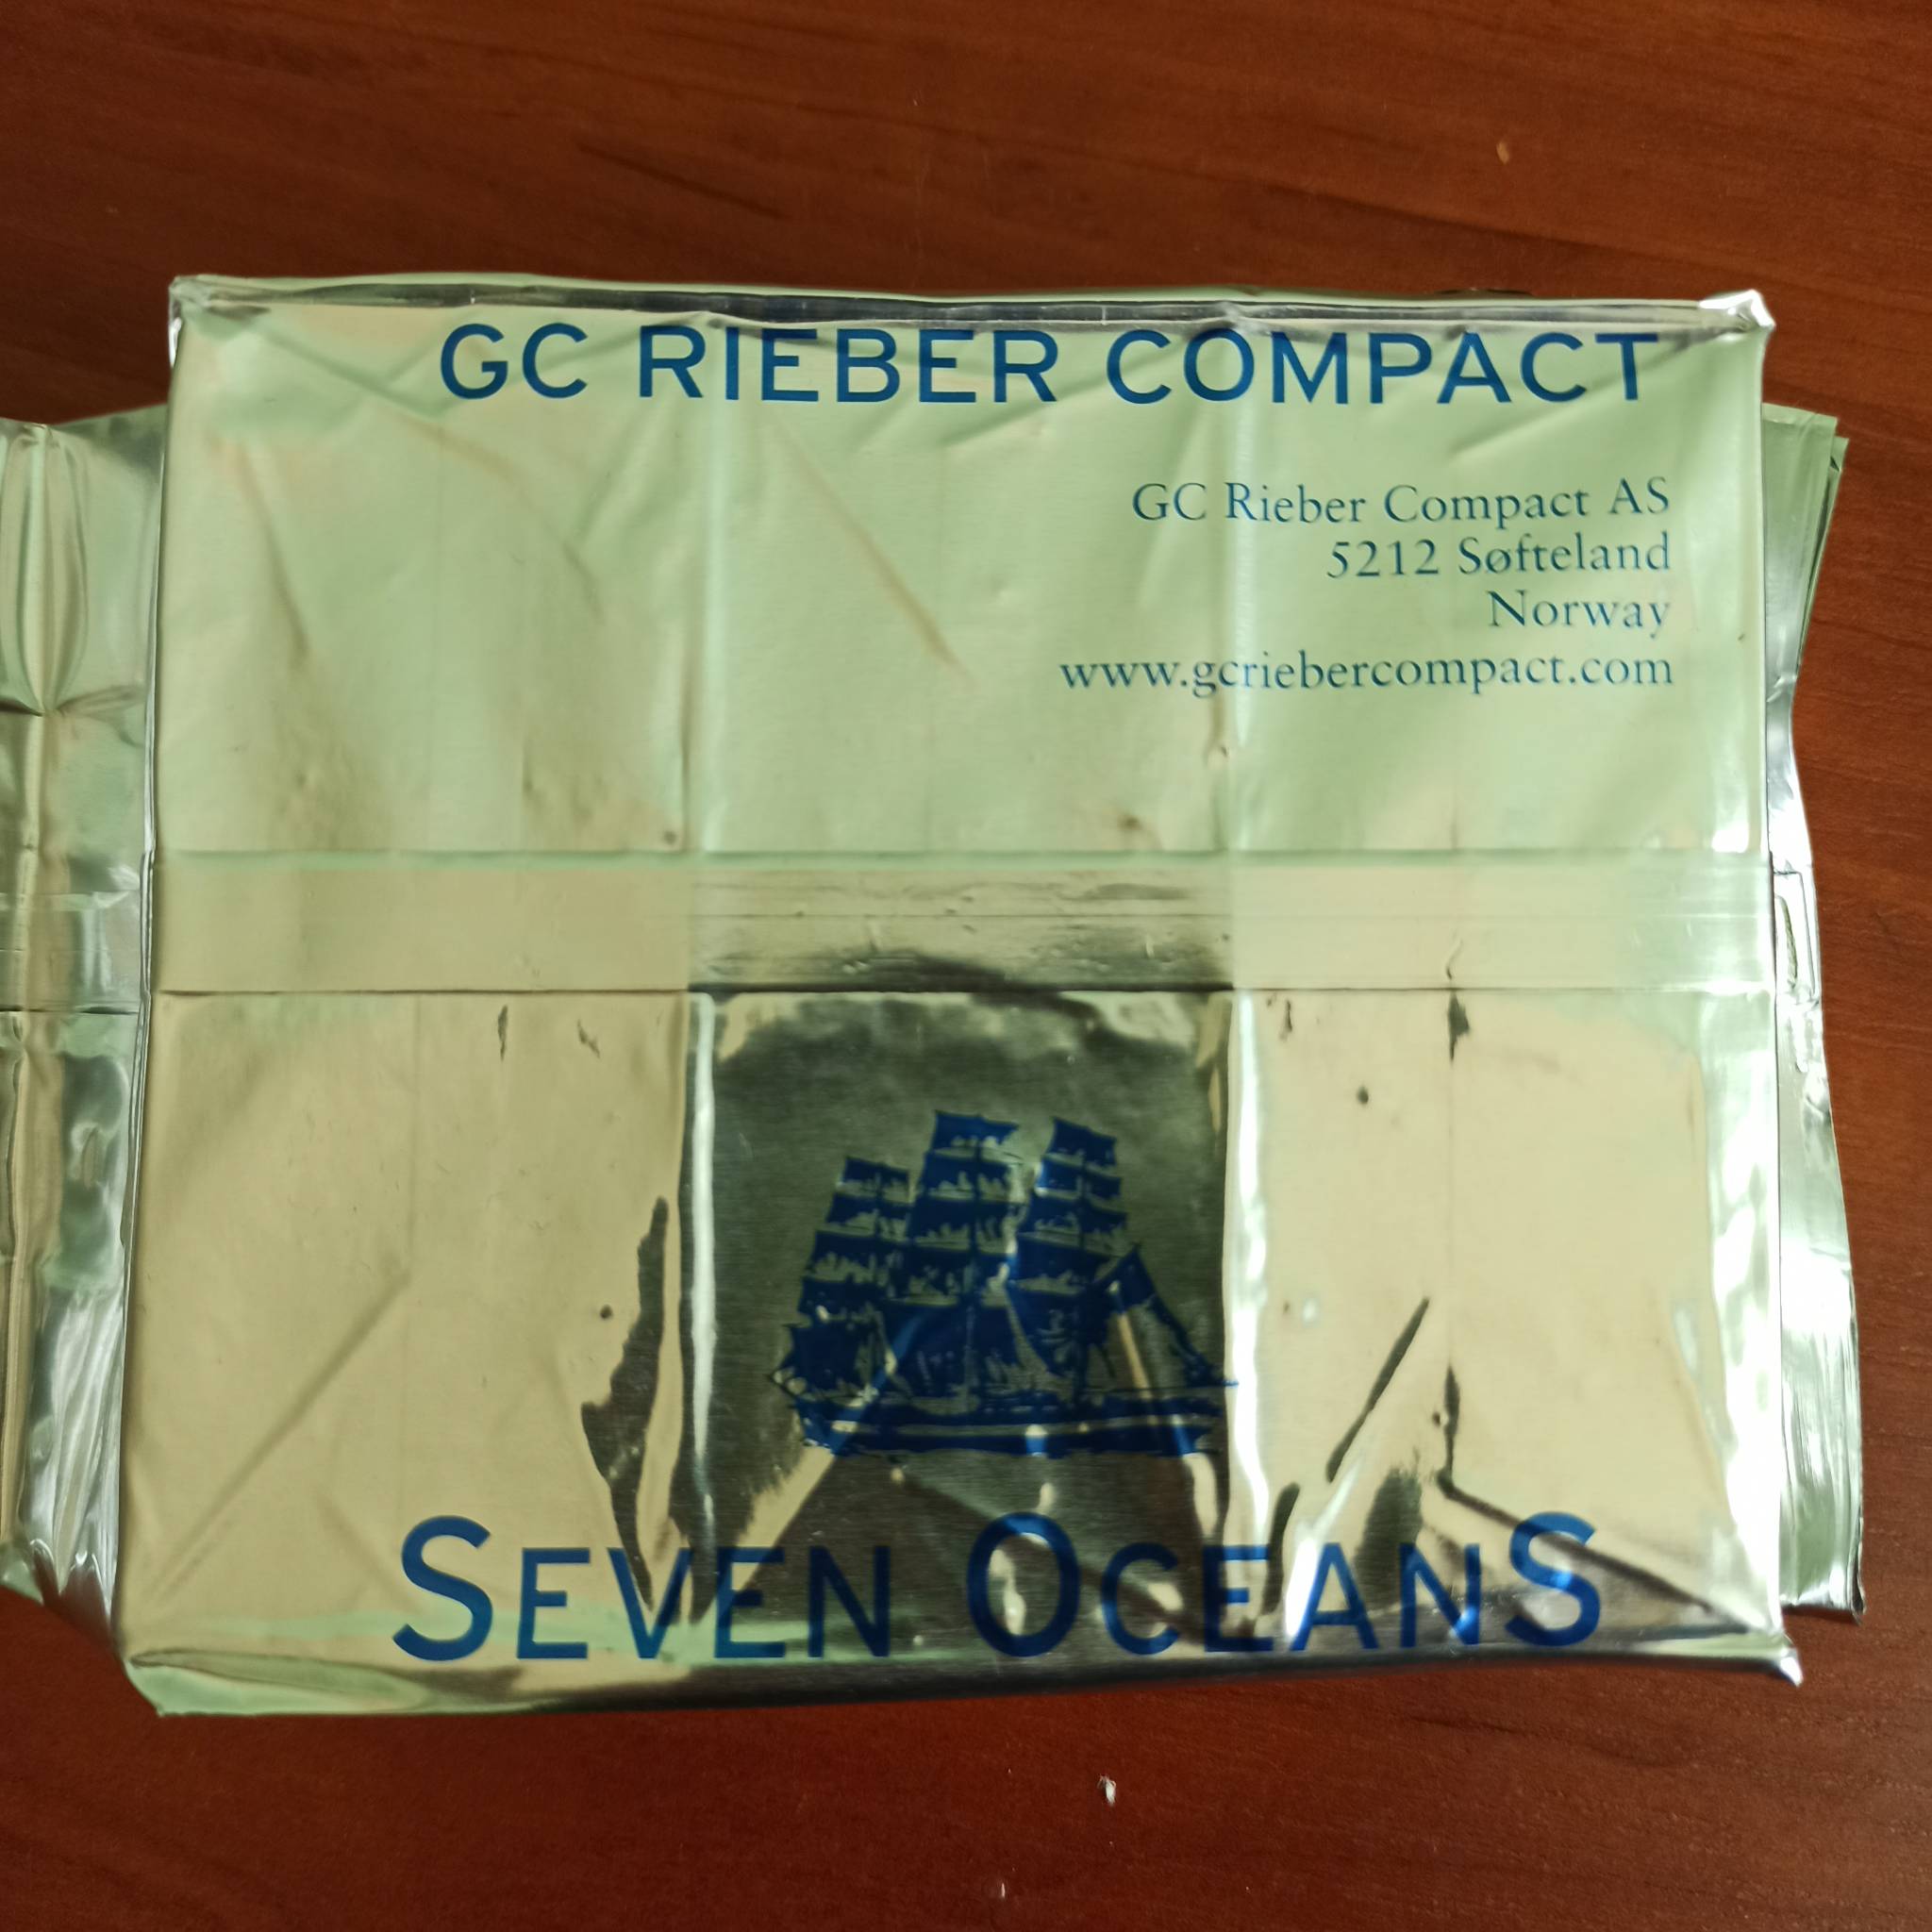 GC RIEBER COMPACT
GC Rieber Compact AS
5212 Søfteland
Norway
www.gcriebercompact.com
SEVEN OCEANS